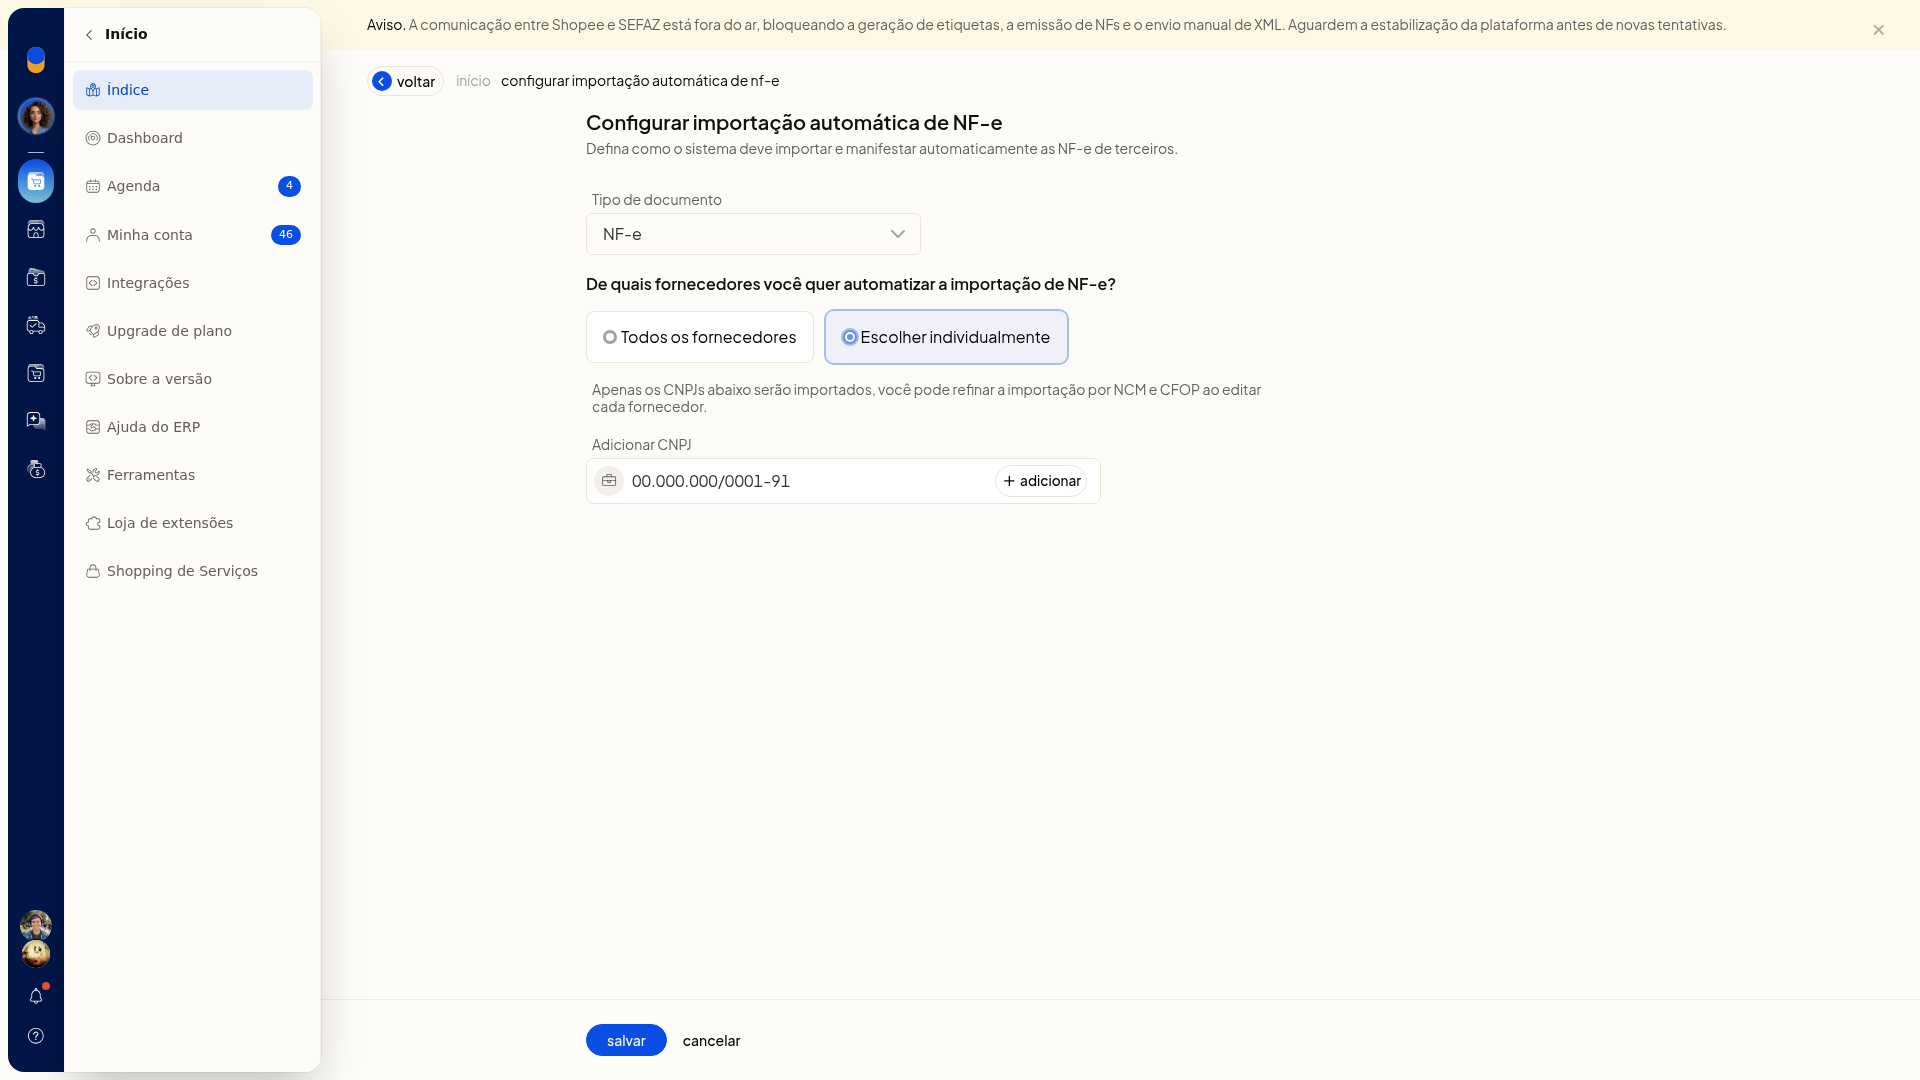 Aviso. A comunicação entre Shopee e SEFAZ está fora do ar, bloqueando a geração de etiquetas, a emissão de NFs e o envio manual de XML. Aguardem a estabilização da plataforma antes de novas tentativas.
Início
Índice
Dashboard
Agenda 4
Minha conta 46
Integrações
Upgrade de plano
Sobre a versão
Ajuda do ERP
Ferramentas
Loja de extensões
Shopping de Serviços
voltar início configurar importação automática de nf-e
Configurar importação automática de NF-e
Defina como o sistema deve importar e manifestar automaticamente as NF-e de terceiros.
Tipo de documento
NF-e
De quais fornecedores você quer automatizar a importação de NF-e?
Todos os fornecedores Escolher individualmente
Apenas os CNPJs abaixo serão importados, você pode refinar a importação por NCM e CFOP ao editar
cada fornecedor.
Adicionar CNPJ
00.000.000/0001-91 + adicionar
salvar cancelar